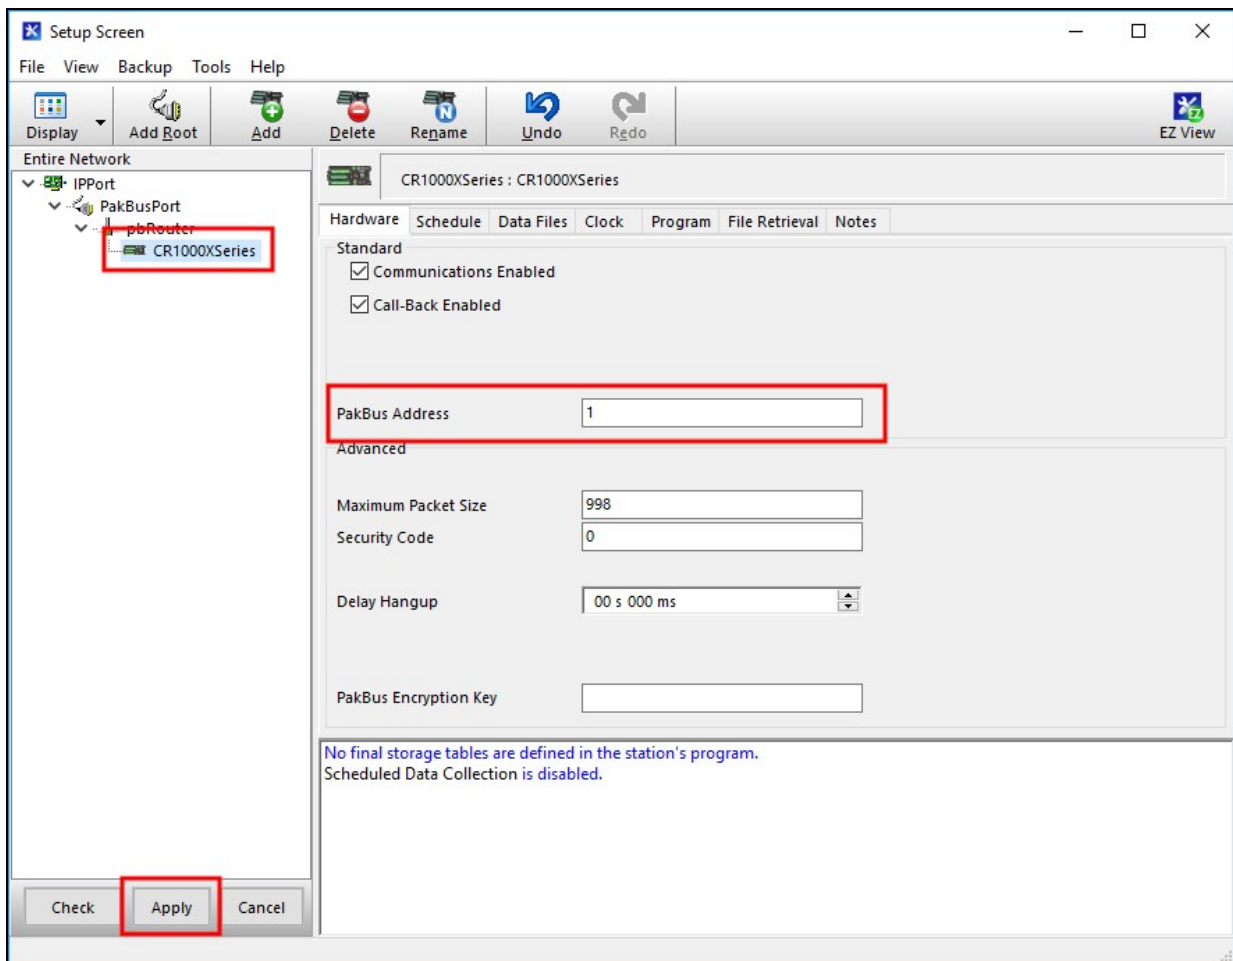 Setup Screen
File View Backup Tools Help
Display Add Root Add Delete Rename Undo Redo EZ View
Entire Network
IPPort
PakBusPort
pbRouter
CR1000XSeries
CR1000XSeries : CR1000XSeries
Hardware Schedule Data Files Clock Program File Retrieval Notes
Standard
Communications Enabled
Call-Back Enabled
PakBus Address 1
Advanced
Maximum Packet Size 998
Security Code 0
Delay Hangup 00 s 000 ms
PakBus Encryption Key
No final storage tables are defined in the station's program.
Scheduled Data Collection is disabled.
Check Apply Cancel